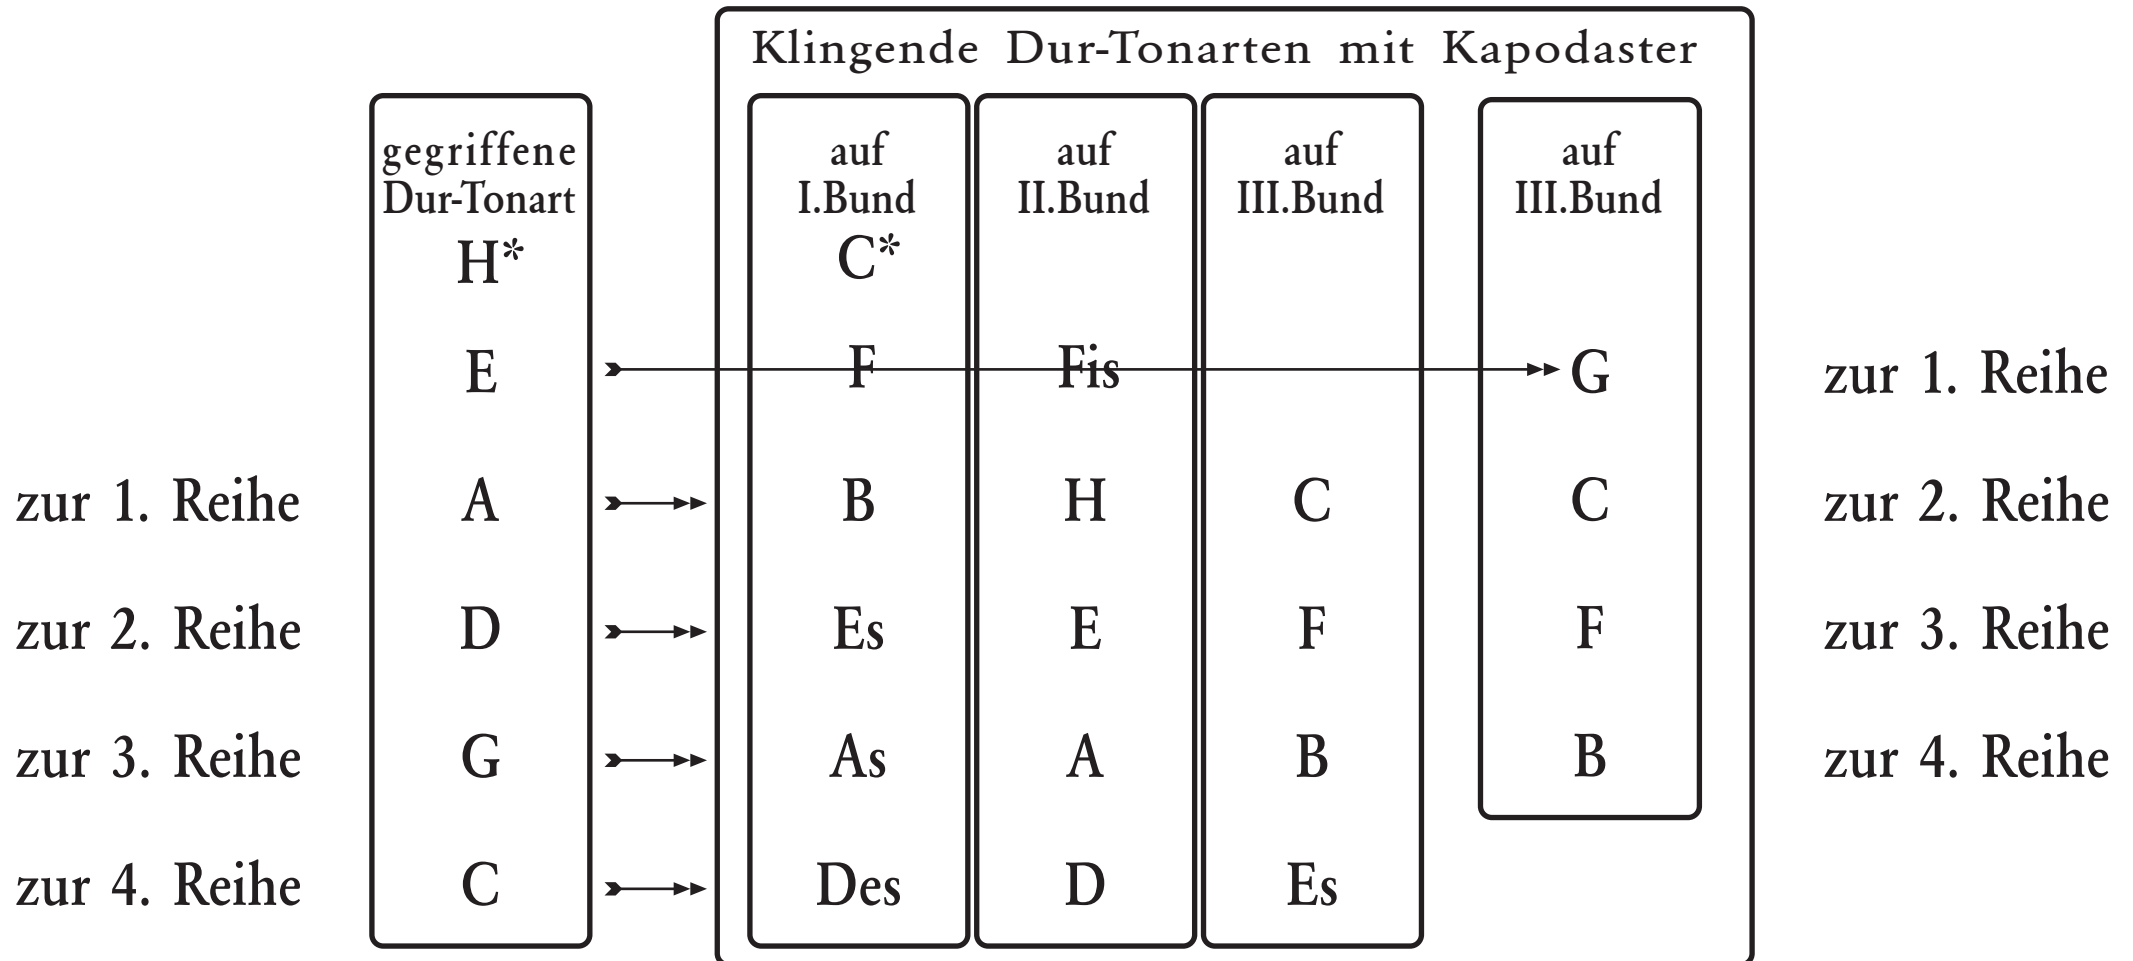 Klingende Dur-Tonarten mit Kapodaster
gegriffene auf auf auf auf
Dur-Tonart I.Bund II.Bund III.Bund III.Bund
H* C*
E F Fis G zur 1. Reihe
zur 1. Reihe A B H C C zur 2. Reihe
zur 2. Reihe D Es E F F zur 3. Reihe
zur 3. Reihe G As A B B zur 4. Reihe
zur 4. Reihe C Des D Es